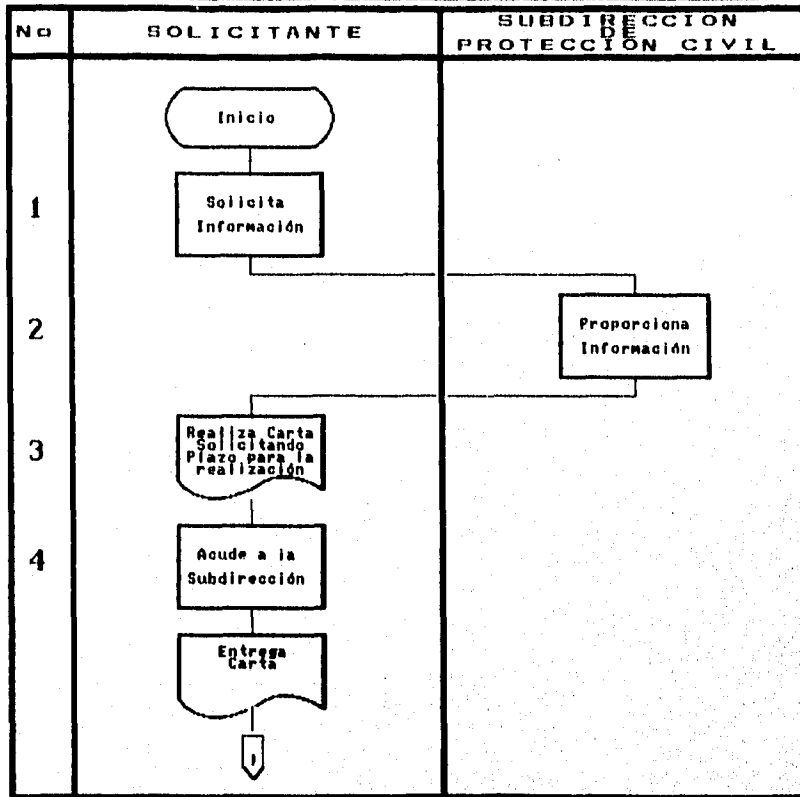 No
SOLICITANTE
SUBDIRECCION
DE
PROTECCIÓN CIVIL
Inicio
1
Solicita
Información
2
Proporciona
Información
3
Realiza Carta
Solicitando
Plazo para la
realización
4
Acude a la
Subdirección
Entrega
Carta